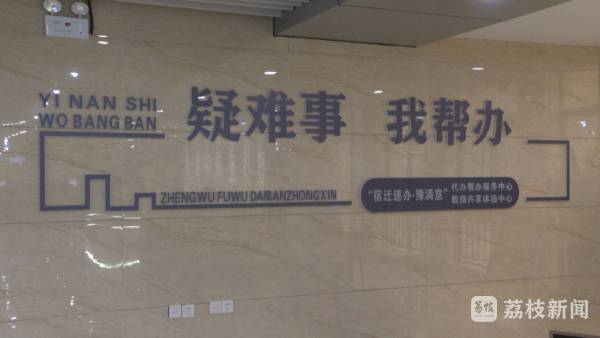 YI NAN SHI
WO BANG BAN
疑难事 我帮办
ZHENGWU FUWU DAIBANZHONGXIN
“宿迁速办·豫满意”
代办帮办服务中心
数据共享体验中心
荔枝
荔枝新闻